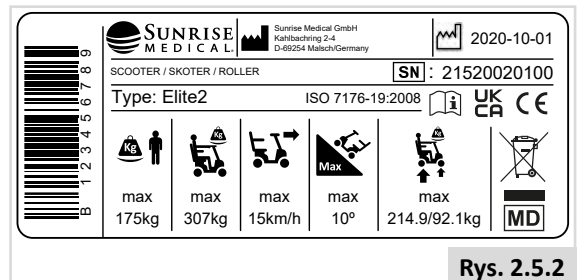 B 1 2 3 4 5 6 7 8 9
SUNRISE
MEDICAL.
Sunrise Medical GmbH
Kahlbachring 2-4
D-69254 Malsch/Germany
2020-10-01
SCOOTER / SKOTER / ROLLER
SN : 21520020100
Type: Elite2
ISO 7176-19:2008
i
UK
CA
CE
Kg
Kg
Max
Kg
max
175kg
max
307kg
max
15km/h
max
10º
max
214.9/92.1kg
MD
Rys. 2.5.2